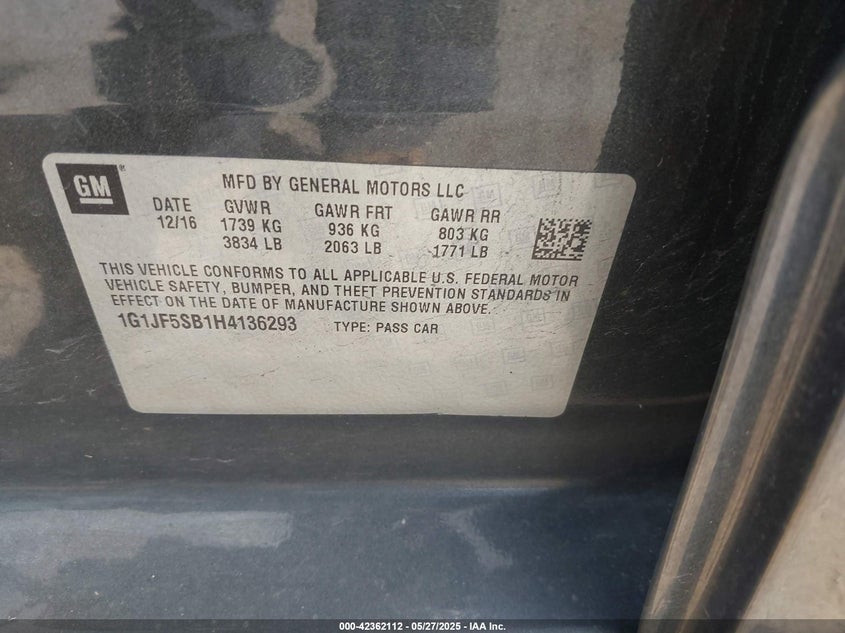 GM
MFD BY GENERAL MOTORS LLC
DATE GVWR GAWR FRT GAWR RR
12/16 1739 KG 936 KG 803 KG
3834 LB 2063 LB 1771 LB
THIS VEHICLE CONFORMS TO ALL APPLICABLE U.S. FEDERAL MOTOR
VEHICLE SAFETY, BUMPER, AND THEFT PREVENTION STANDARDS IN
EFFECT ON THE DATE OF MANUFACTURE SHOWN ABOVE.
1G1JF5SB1H4136293 TYPE: PASS CAR
000-42362112 - 05/27/2025 - IAA Inc.